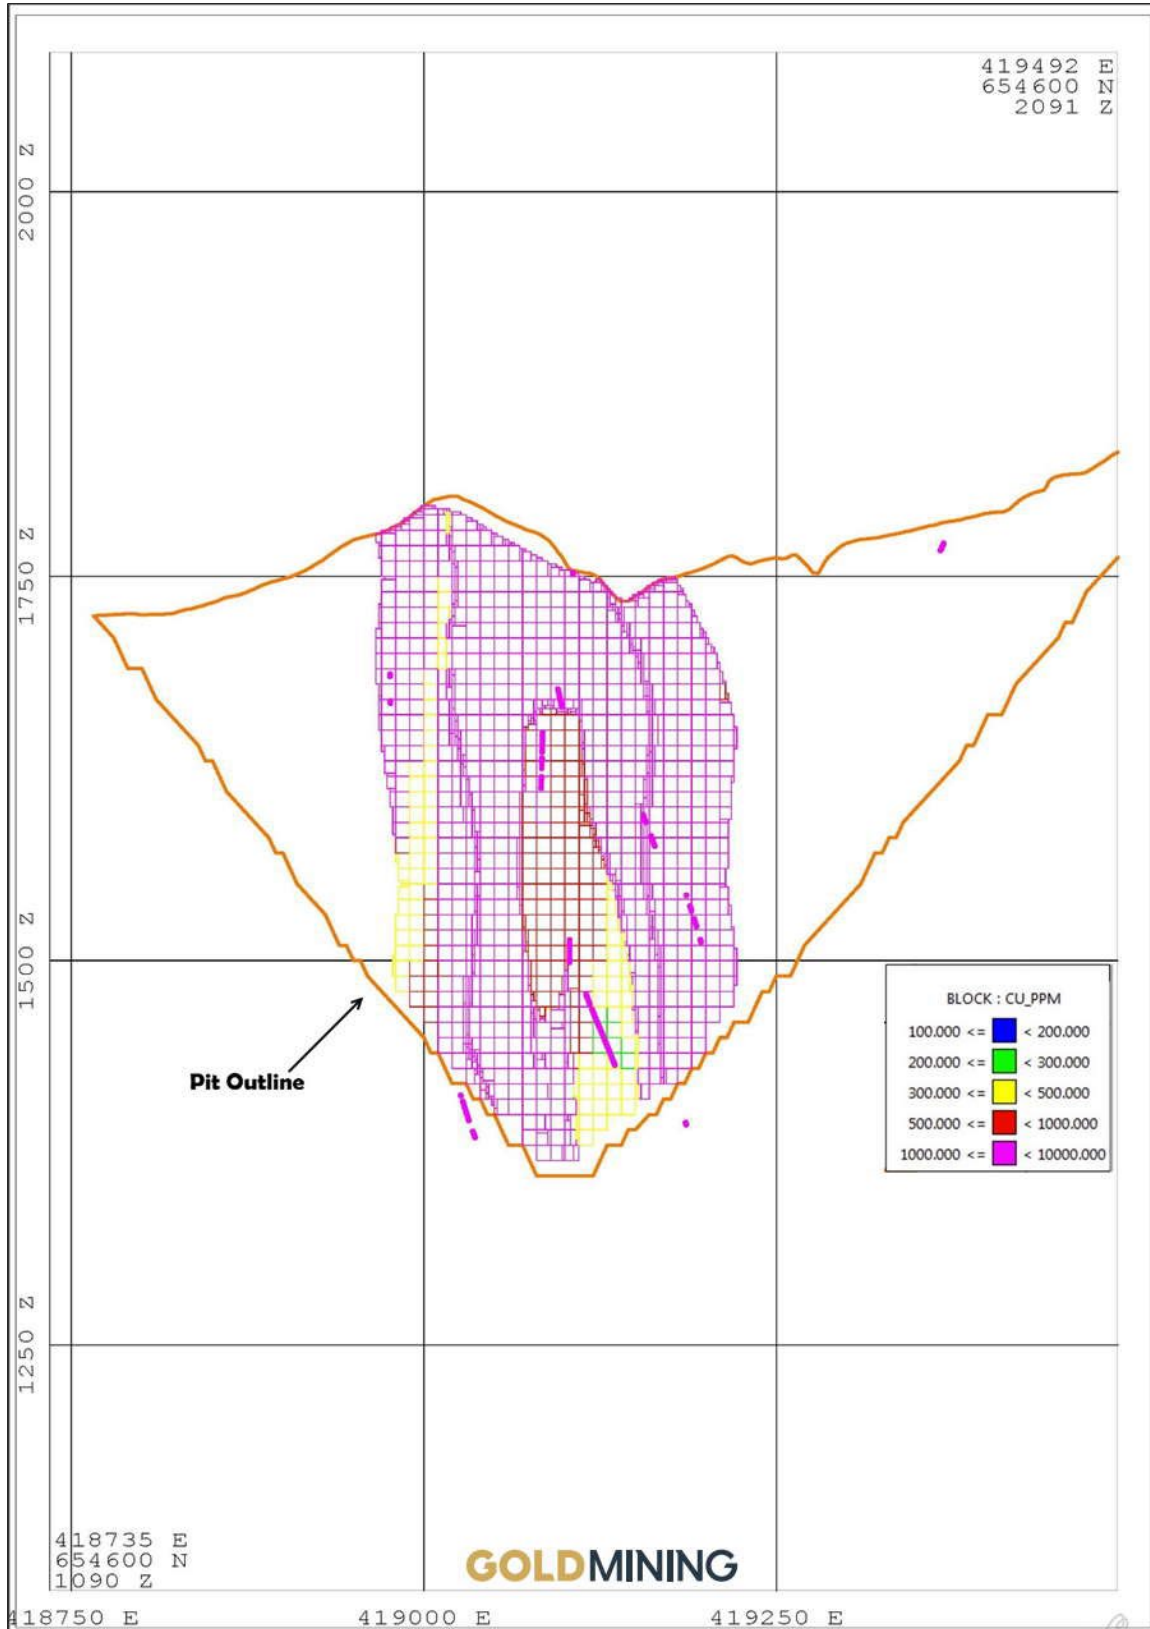 419492 E
654600 N
2091 Z
2000 Z
1750 Z
1500 Z
1250 Z
BLOCK : CU_PPM
100.000 <= < 200.000
200.000 <= < 300.000
300.000 <= < 500.000
500.000 <= < 1000.000
1000.000 <= < 10000.000
Pit Outline
418735 E
654600 N
1090 Z
GOLDMINING
418750 E
419000 E
419250 E